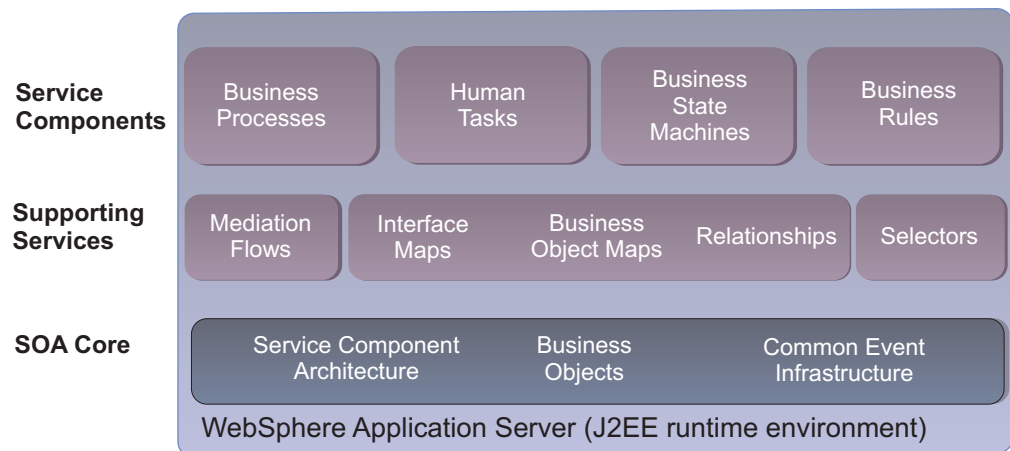 Service
Components
Business
Processes
Human
Tasks
Business
State
Machines
Business
Rules
Supporting
Services
Mediation
Flows
Interface
Maps
Business
Object Maps
Relationships
Selectors
SOA Core
Service Component
Architecture
Business
Objects
Common Event
Infrastructure
WebSphere Application Server (J2EE runtime environment)